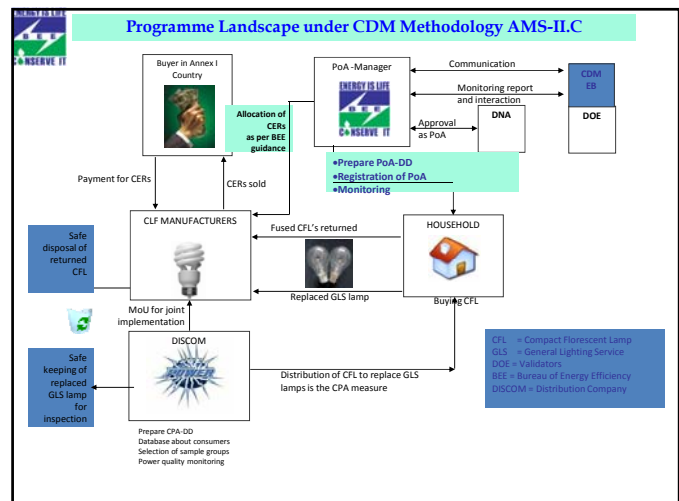 ENERGY IS LIFE
BEE
CONSERVE IT
Programme Landscape under CDM Methodology AMS-II.C
Buyer in Annex I
Country
PoA -Manager
ENERGY IS LIFE
BEE
CONSERVE IT
Communication
Monitoring report
and interaction
CDM
EB
DOE
DNA
Approval
as PoA
Allocation of
CERs
as per BEE
guidance
•Prepare PoA-DD
•Registration of PoA
•Monitoring
Payment for CERs
CERs sold
Safe
disposal of
returned
CFL
CLF MANUFACTURERS
Fused CFL's returned
Replaced GLS lamp
HOUSEHOLD
Buying CFL
MoU for joint
implementation
DISCOM
POWER
Safe
keeping of
replaced
GLS lamp
for
inspection
Distribution of CFL to replace GLS
lamps is the CPA measure
CFL = Compact Florescent Lamp
GLS = General Lighting Service
DOE = Validators
BEE = Bureau of Energy Efficiency
DISCOM = Distribution Company
Prepare CPA-DD
Database about consumers
Selection of sample groups
Power quality monitoring